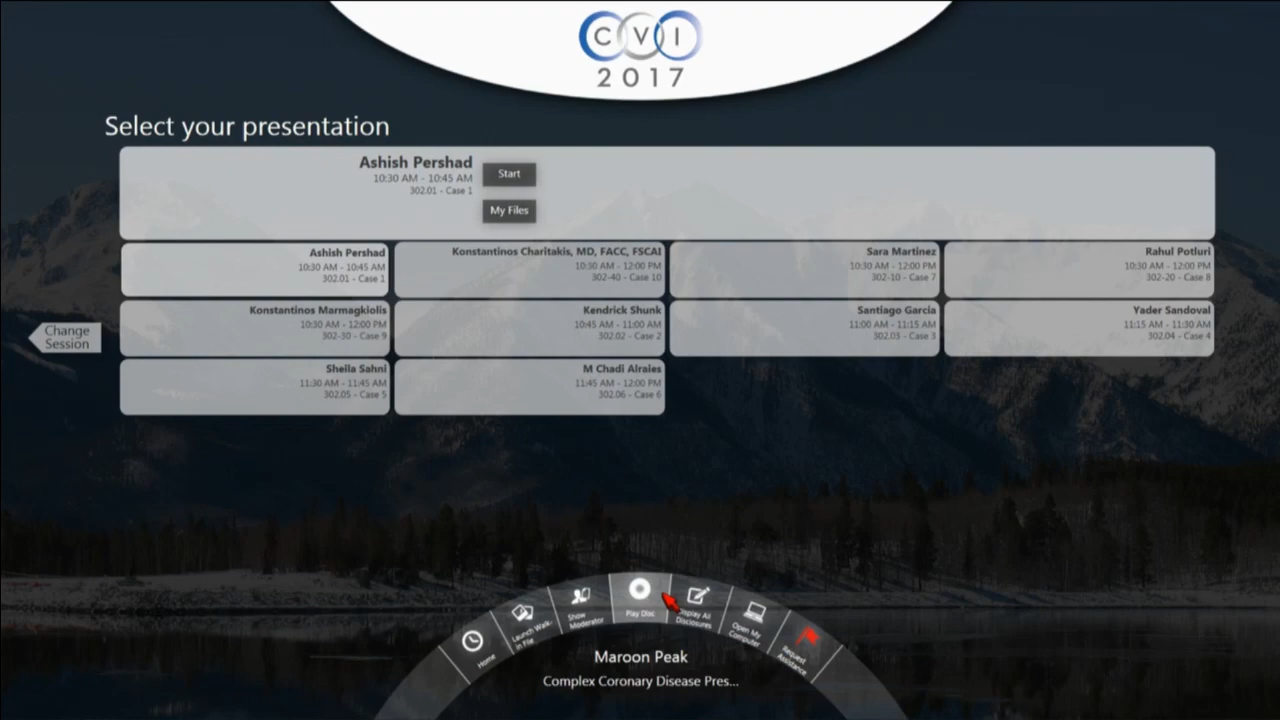 CVI
2017
Select your presentation
Ashish Pershad
10:30 AM - 10:45 AM
302.01 - Case 1
Start
My Files
Ashish Pershad
10:30 AM - 10:45 AM
302.01 - Case 1
Konstantinos Charitakis, MD, FACC, FSCAI
10:30 AM - 12:00 PM
302-40 - Case 10
Sara Martinez
10:30 AM - 12:00 PM
302-10 - Case 7
Rahul Potluri
10:30 AM - 12:00 PM
302-20 - Case 8
Konstantinos Marmagkiolis
10:30 AM - 12:00 PM
302-30 - Case 9
Kendrick Shunk
10:45 AM - 11:00 AM
302.02 - Case 2
Santiago Garcia
11:00 AM - 11:15 AM
302.03 - Case 3
Yader Sandoval
11:15 AM - 11:30 AM
302.04 - Case 4
Sheila Sahni
11:30 AM - 11:45 AM
302.05 - Case 5
M Chadi Alraies
11:45 AM - 12:00 PM
302.06 - Case 6
Change
Session
Home
Launch Walk-
in File
Show
Moderator
Play Disc
Display All
Disclosures
Open My
Computer
Request
Assistance
Maroon Peak
Complex Coronary Disease Pres...